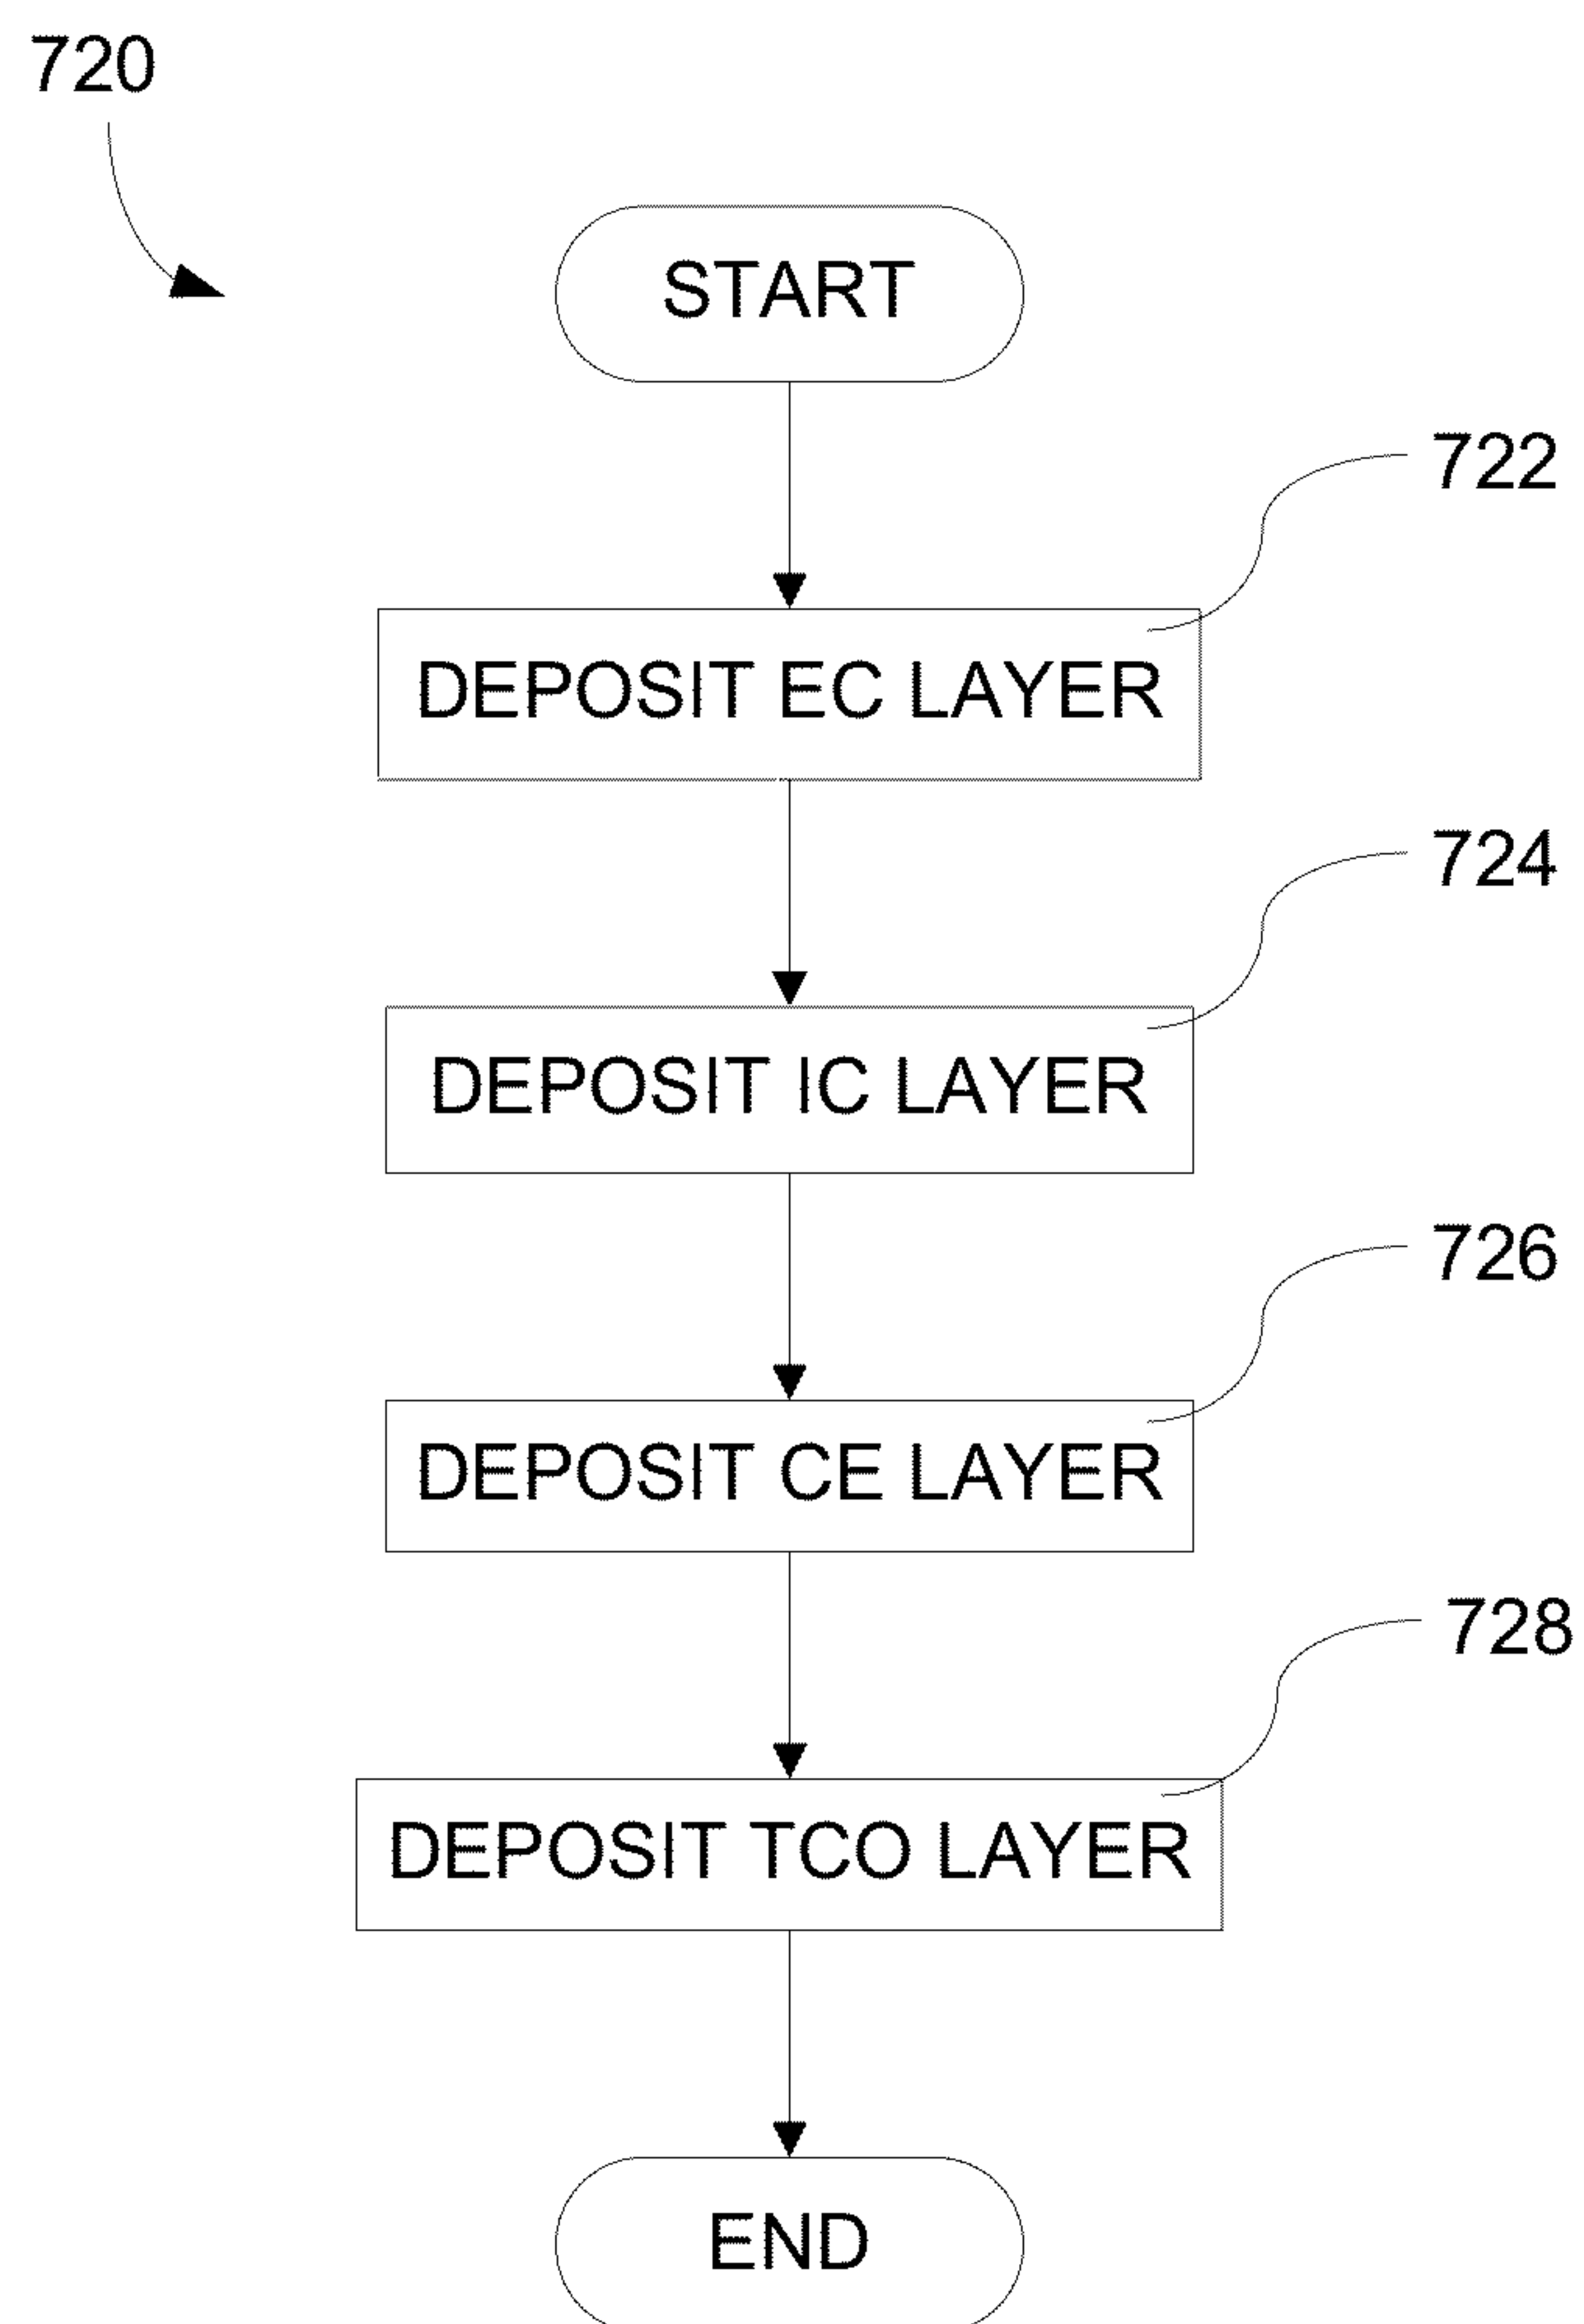 720
START
722
DEPOSIT EC LAYER
724
DEPOSIT IC LAYER
726
DEPOSIT CE LAYER
728
DEPOSIT TCO LAYER
END